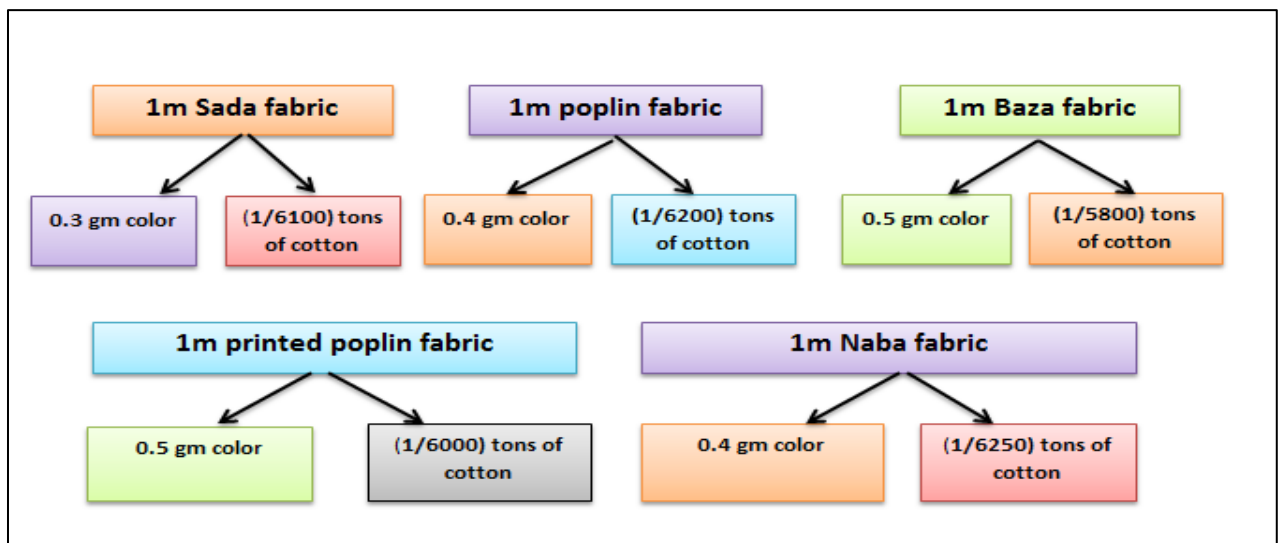 1m Sada fabric
1m poplin fabric
1m Baza fabric
0.3 gm color
(1/6100) tons
of cotton
0.4 gm color
(1/6200) tons
of cotton
0.5 gm color
(1/5800) tons
of cotton
1m printed poplin fabric
1m Naba fabric
0.5 gm color
(1/6000) tons of
cotton
0.4 gm color
(1/6250) tons
of cotton